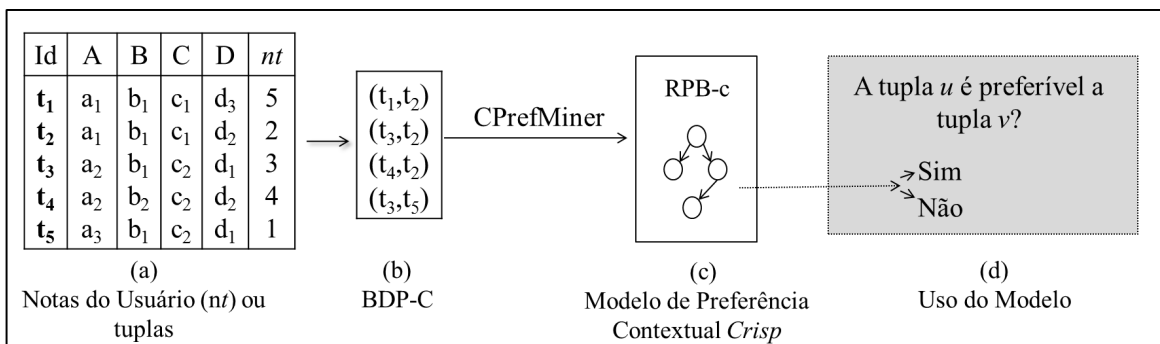 Id A B C D nt
t1 a1 b1 c1 d3 5
t2 a1 b1 c1 d2 2
t3 a2 b1 c2 d1 3
t4 a2 b2 c2 d2 4
t5 a3 b1 c2 d1 1
(a)
Notas do Usuário (nt) ou
tuplas
(t1,t2)
(t3,t2)
(t4,t2)
(t3,t5)
(b)
BDP-C
CPrefMiner
RPB-c
(c)
Modelo de Preferência
Contextual Crisp
A tupla u é preferível a
tupla v?
Sim
Não
(d)
Uso do Modelo